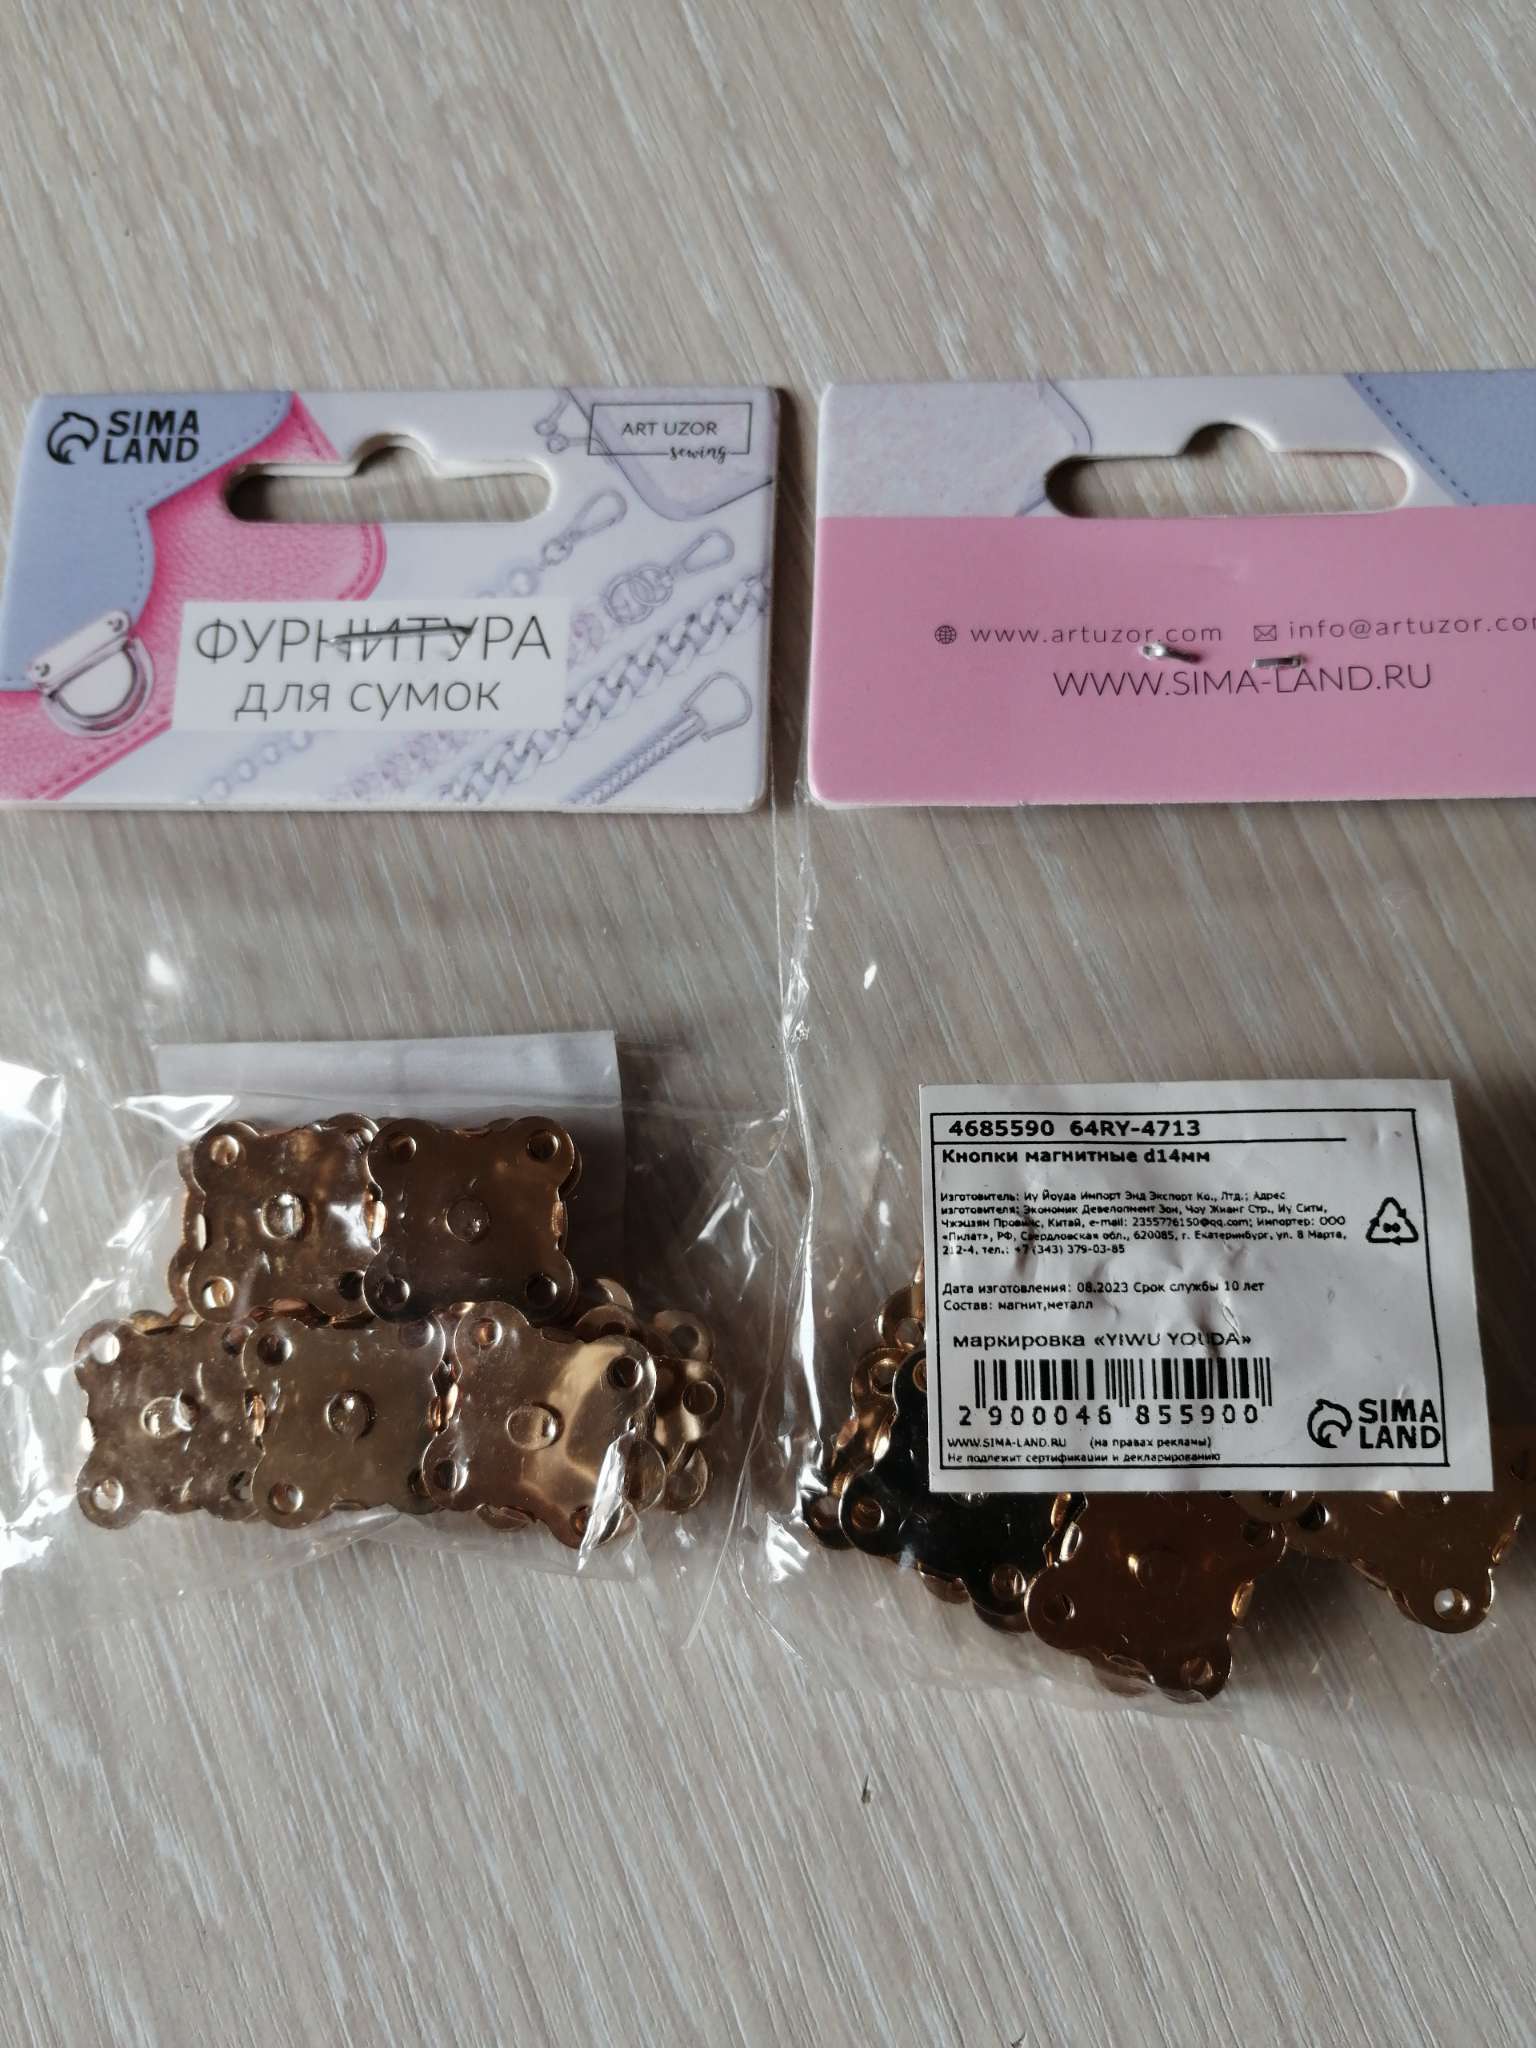 SIMA
LAND
ART UZOR
sewing
ФУРНИТУРА
для сумок
www.artuzor.com info@artuzor.com
WWW.SIMA-LAND.RU
4685590 64RY-4713
Кнопки магнитные d14мм
Изготовитель: Иу Йоуда Импорт Энд Экспорт Ко., Лтд.; Адрес
изготовителя: Экономик Девелопмент Зон, Чоу Жианг Стр., Иу Сити,
Чжэцзян Провинс, Китай, e-mail: 2355776150@qq.com; импортер: ООО
«Пилат», РФ, Свердловская обл., 620085, г. Екатеринбург, ул. 8 Марта,
212-4, тел.: +7 (343) 379-03-85
Дата изготовления: 08.2023 Срок службы 10 лет
Состав: магнит,металл
маркировка «YIWU YOUDA»
2 900046 855900
WWW.SIMA-LAND.RU (на правах рекламы)
Не подлежит сертификации и декларированию
SIMA
LAND